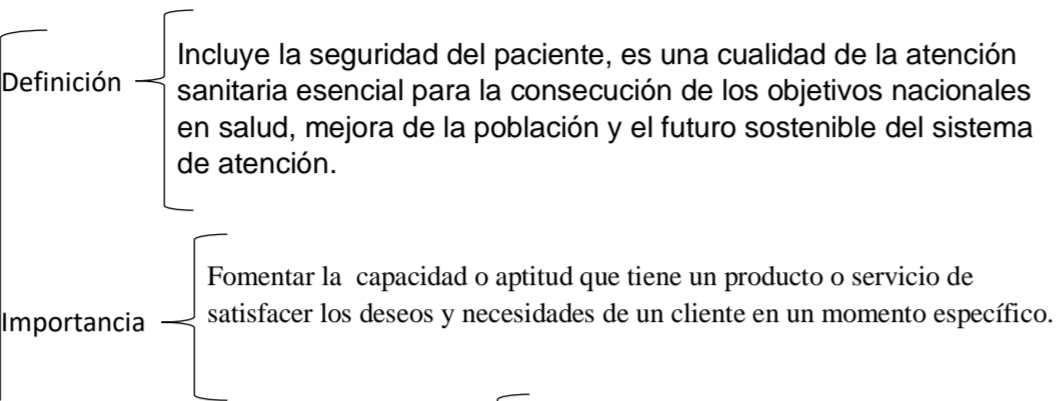 Definición
Incluye la seguridad del paciente, es una cualidad de la atención
sanitaria esencial para la consecución de los objetivos nacionales
en salud, mejora de la población y el futuro sostenible del sistema
de atención.
Importancia
Fomentar la  capacidad o aptitud que tiene un producto o servicio de
satisfacer los deseos y necesidades de un cliente en un momento específico.